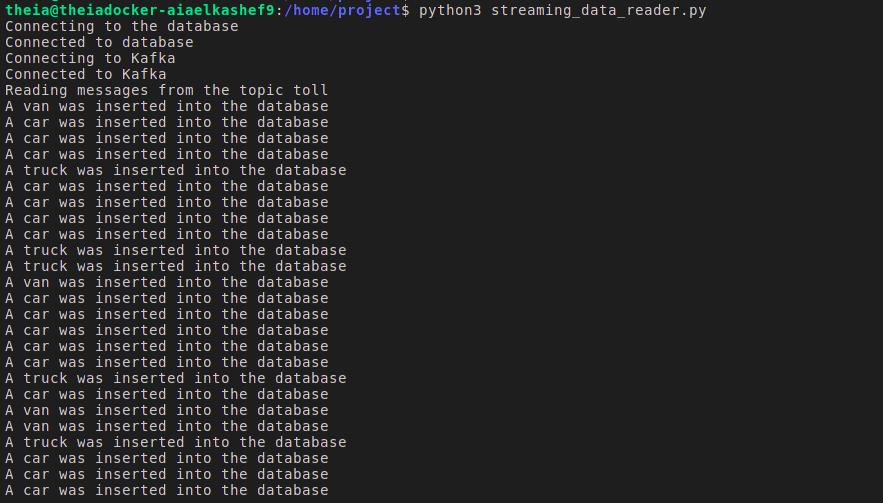 theia@theiadocker-aiaelkashef9:/home/project$ python3 streaming_data_reader.py
Connecting to the database
Connected to database
Connecting to Kafka
Connected to Kafka
Reading messages from the topic toll
A van was inserted into the database
A car was inserted into the database
A car was inserted into the database
A car was inserted into the database
A truck was inserted into the database
A car was inserted into the database
A car was inserted into the database
A car was inserted into the database
A car was inserted into the database
A truck was inserted into the database
A truck was inserted into the database
A van was inserted into the database
A car was inserted into the database
A car was inserted into the database
A car was inserted into the database
A car was inserted into the database
A car was inserted into the database
A truck was inserted into the database
A car was inserted into the database
A van was inserted into the database
A van was inserted into the database
A truck was inserted into the database
A car was inserted into the database
A car was inserted into the database
A car was inserted into the database